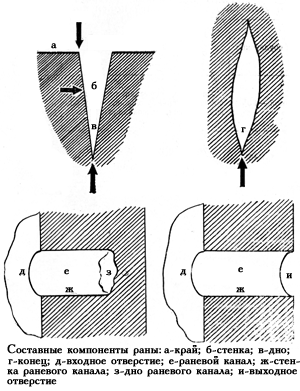 а
б
в
г
д
е
ж
з
д
е
ж
и
Составные компоненты раны: а-край; б-стенка; в-дно;
г-конец; д-входное отверстие; е-раневой канал; ж-стен-
ка раневого канала; з-дно раневого канала; и-выходное
отверстие